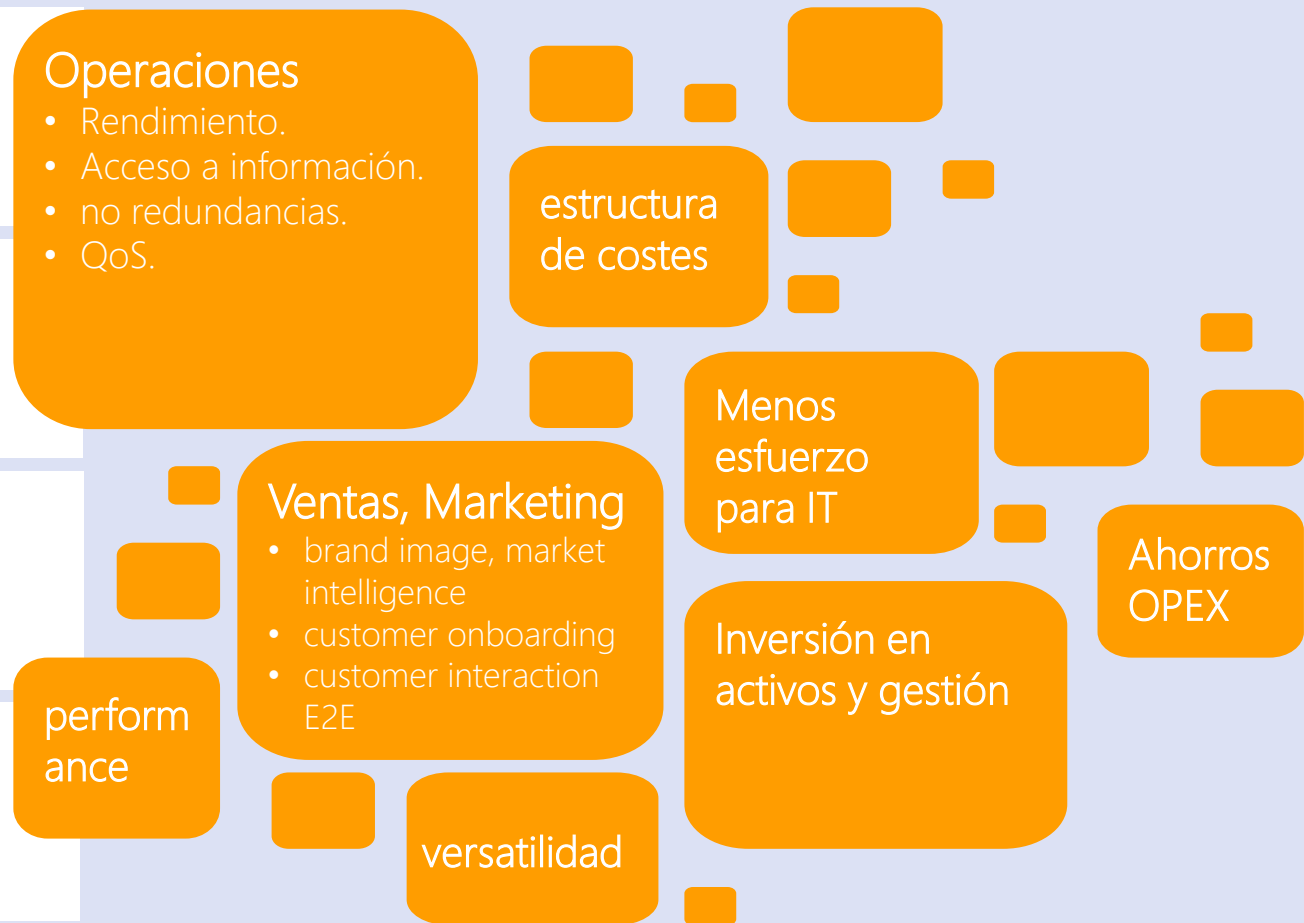 Operaciones
• Rendimiento.
• Acceso a información.
• no redundancias.
• QoS.
estructura
de costes
Menos
esfuerzo
para IT
Ventas, Marketing
• brand image, market
intelligence
• customer onboarding
• customer interaction
E2E
Ahorros
OPEX
Inversión en
activos y gestión
perform
ance
versatilidad